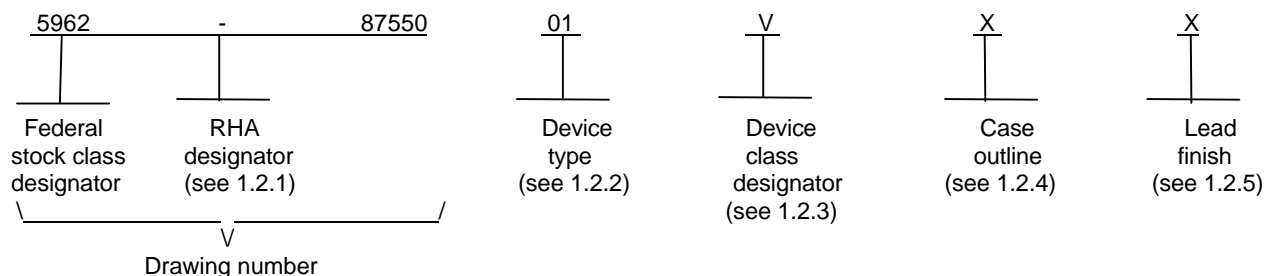 5962 - 87550 01 V X X
Federal stock class designator
RHA designator (see 1.2.1)
Device type (see 1.2.2)
Device class designator (see 1.2.3)
Case outline (see 1.2.4)
Lead finish (see 1.2.5)
\ / 
\/
Drawing number